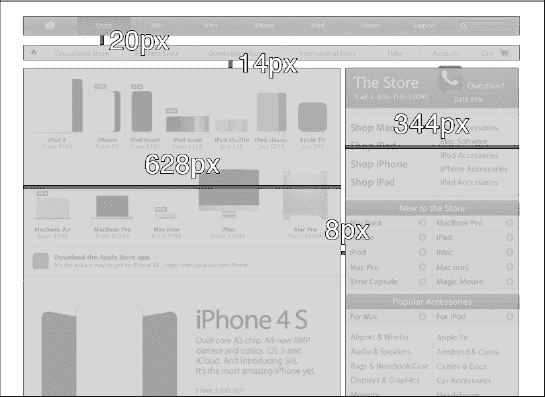 Store
Mac
iPod
iPhone
iPad
iTunes
Support
20px
Educational Store
Store
International Store
Help
Account
Cart
14px
The Store
Call 1-800-THE-STORE
Question?
Just ask.
Shop Mac
Shop iPod
Shop iPhone
Shop iPad
Accessories
Mac Software
iPod Accessories
iPhone Accessories
iPad Accessories
344px
NEW
iPad 2
iPhone
iPod touch
iPod nano
iPod shuffle
iPod classic
Apple TV
628px
MacBook Air
MacBook Pro
Mac mini
iMac
Mac Pro
8px
Download the Apple Store app.
It's the easiest way to get an iPhone 4S - right from your current iPhone.
New to the Store
MacBook
MacBook Pro
iPad
iPod
iMac
Mac Pro
Mac mini
Time Capsule
Magic Mouse
Popular Accessories
For Mac
For iPod
Airport & Wireless
Apple TV
Audio & Speakers
Armband & Cases
Bags & Notebook Case
Cables & Docs
Displays & Graphics
Car Accessories
Memory
Headphones
iPhone 4 S
Dual-core A5 chip. All-new 8MP
camera and optics. iOS 5 and
iCloud. And introducing Siri.
It's the most amazing iPhone yet.
From $199.00*